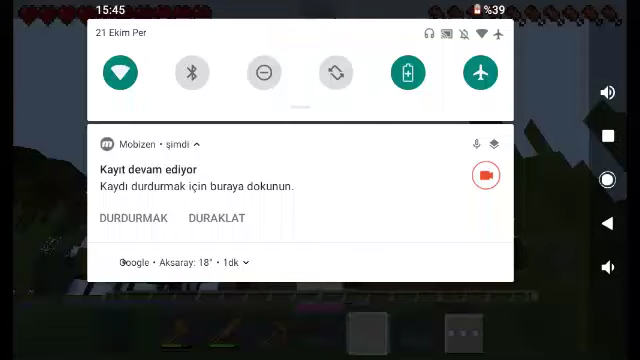 15:45
%39
21 Ekim Per
Mobizen • şimdi
Kayıt devam ediyor
Kaydı durdurmak için buraya dokunun.
DURDURMAK DURAKLAT
Google • Aksaray: 18° • 1dk